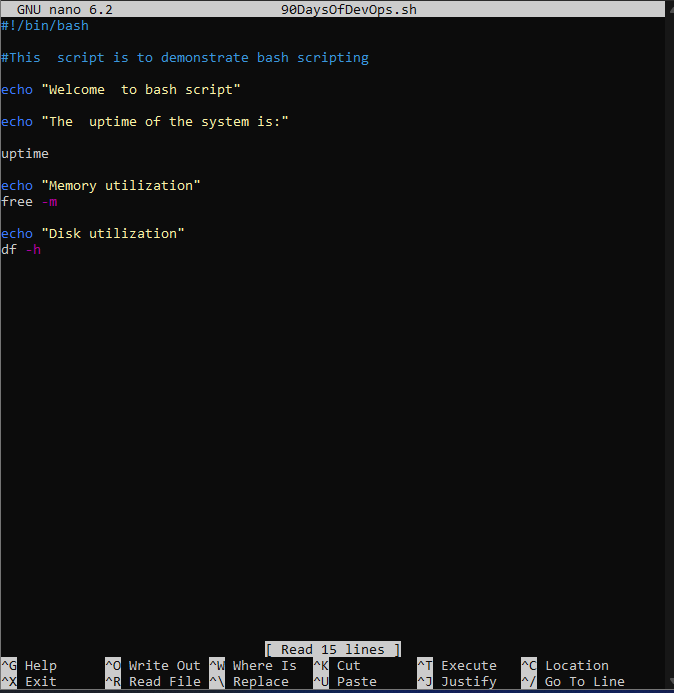 GNU nano 6.2 90DaysOfDevOps.sh
#!/bin/bash
#This  script is to demonstrate bash scripting
echo "Welcome  to bash script"
echo "The  uptime of the system is:"
uptime
echo "Memory utilization"
free -m
echo "Disk utilization"
df -h
[ Read 15 lines ]
^G Help ^O Write Out ^W Where Is ^K Cut ^T Execute ^C Location
^X Exit ^R Read File ^\ Replace ^U Paste ^J Justify ^/ Go To Line